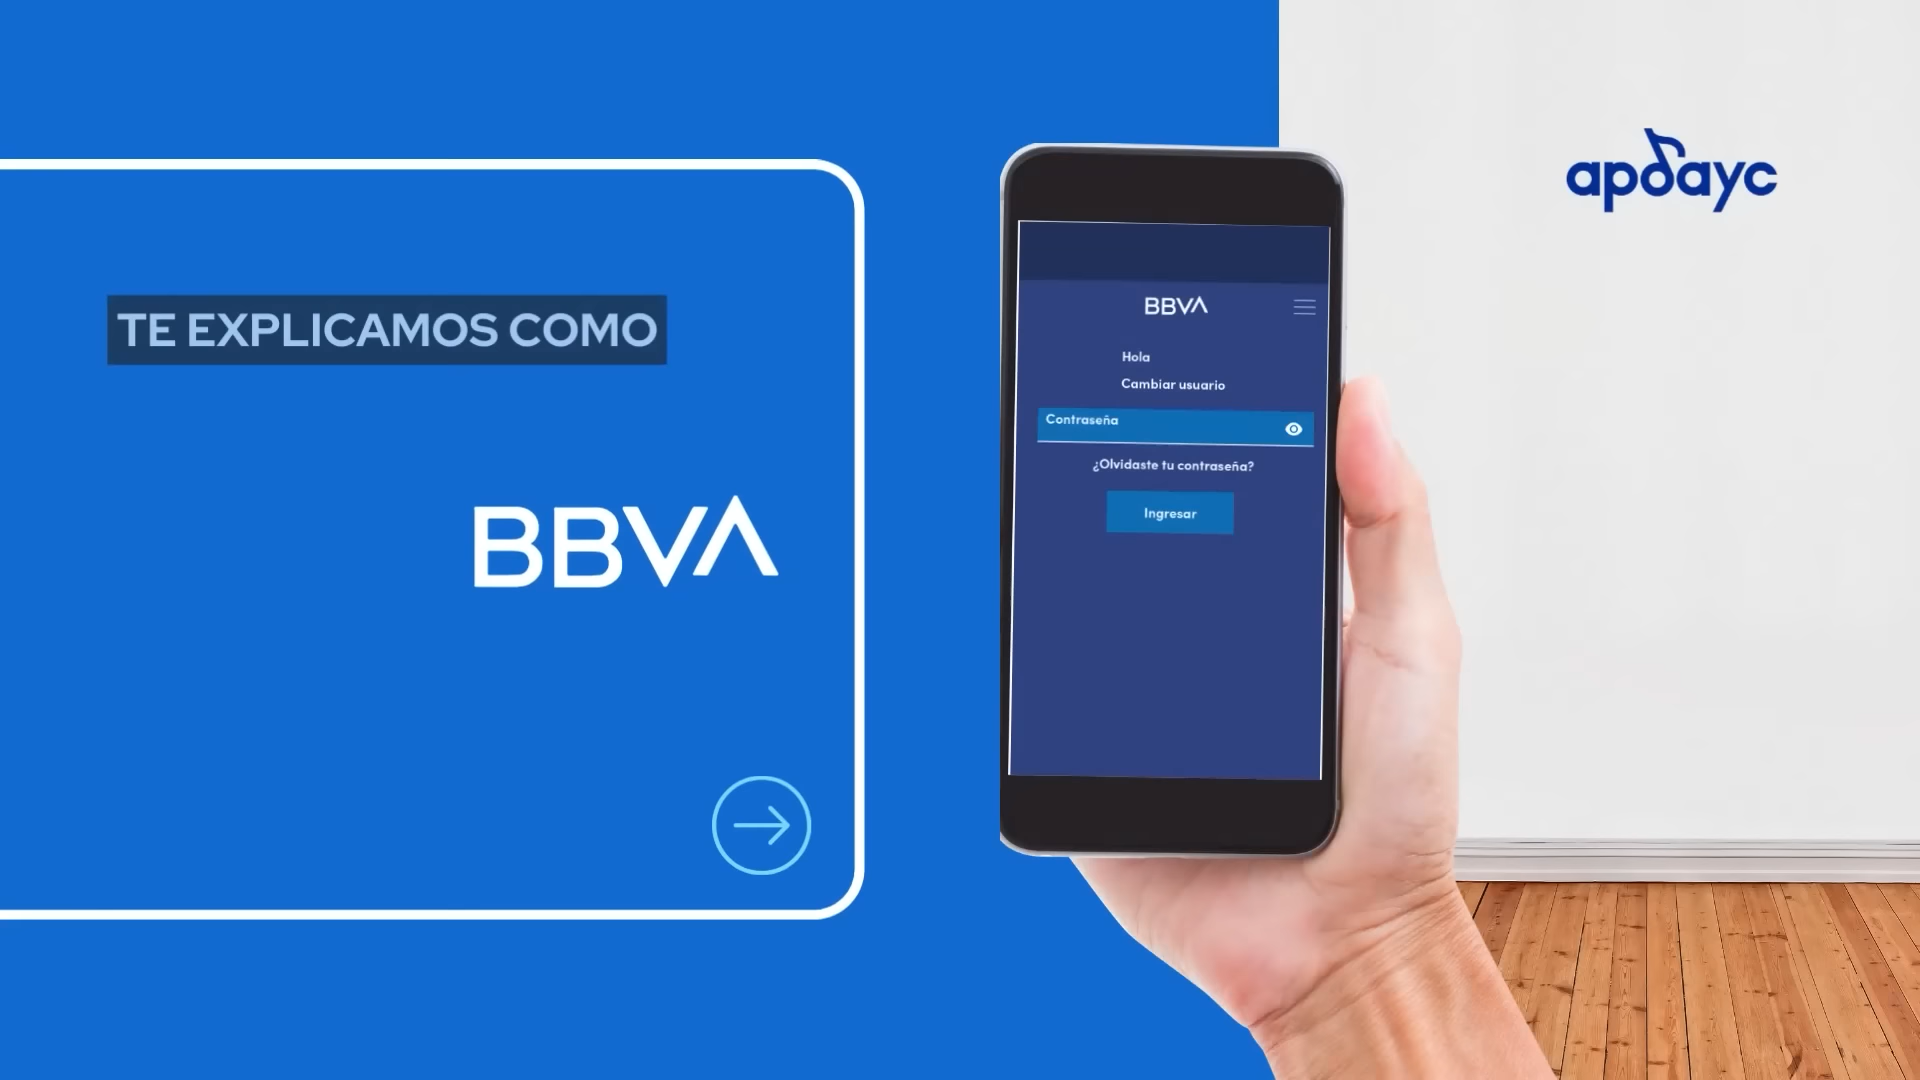 TE EXPLICAMOS COMO
BBVA
apdayc
BBVA
Hola
Cambiar usuario
Contraseña
¿Olvidaste tu contraseña?
Ingresar